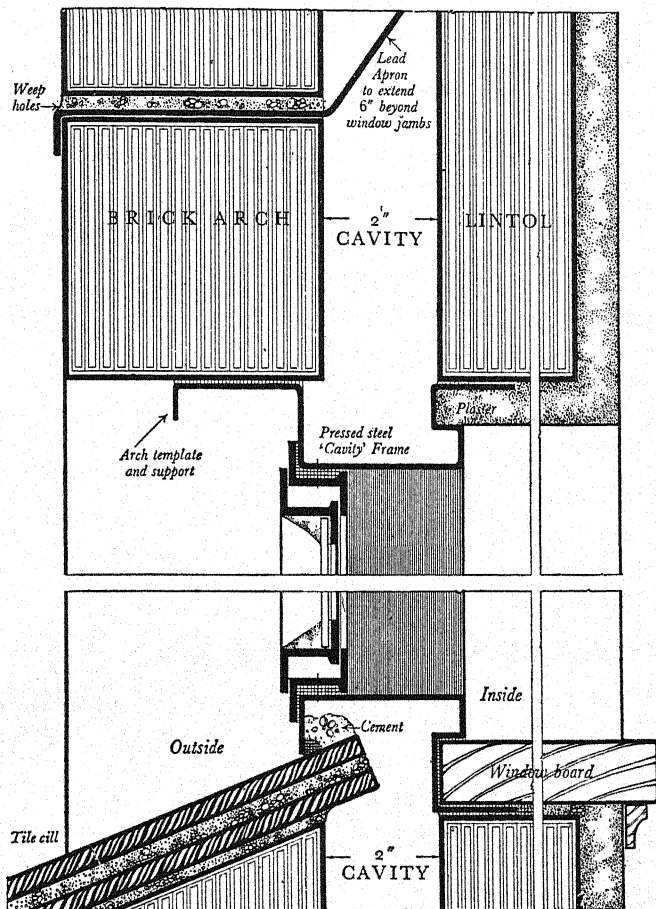 Weep
holes
Lead
Apron
to extend
6" beyond
window jambs
BRICK ARCH
2"
CAVITY
LINTOL
Arch template
and support
Pressed steel
'Cavity' Frame
Plaster
Inside
Outside
Cement
Window board
Tile cill
2"
CAVITY